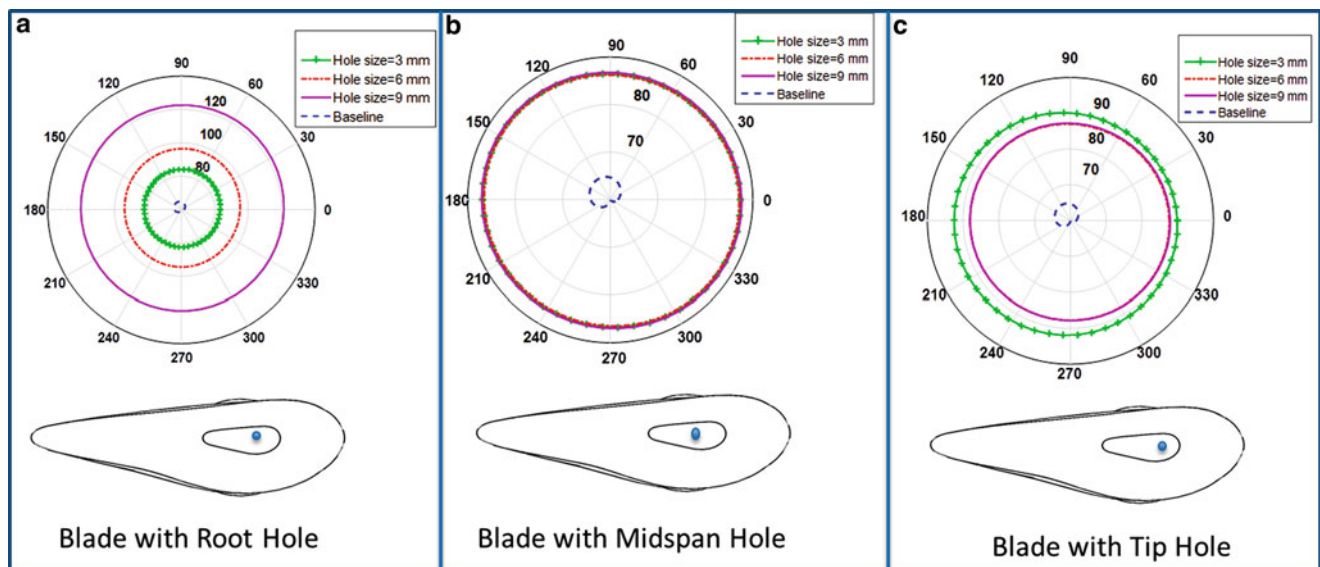 a
Hole size=3 mm
Hole size=6 mm
Hole size=9 mm
Baseline
90
120
60
120
150
30
100
80
180
0
210
330
240
300
270
Blade with Root Hole
b
Hole size=3 mm
Hole size=6 mm
Hole size=9 mm
Baseline
90
120
60
80
150
30
70
180
0
210
330
240
300
270
Blade with Midspan Hole
c
Hole size=3 mm
Hole size=6 mm
Hole size=9 mm
Baseline
90
120
60
90
150
30
80
70
180
0
210
330
240
300
270
Blade with Tip Hole